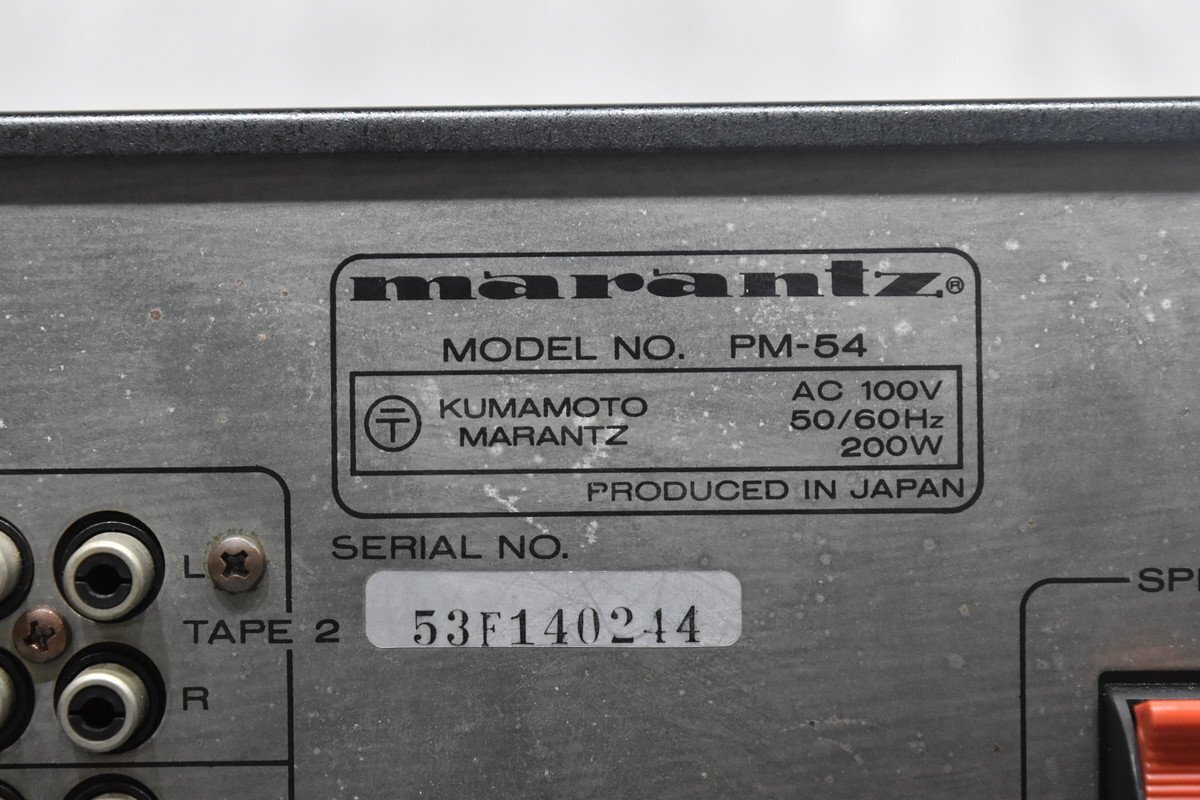 marantz®
MODEL NO. PM-54
KUMAMOTO
MARANTZ
AC 100V
50/60Hz
200W
PRODUCED IN JAPAN
SERIAL NO.
53F140244
L
TAPE 2
R